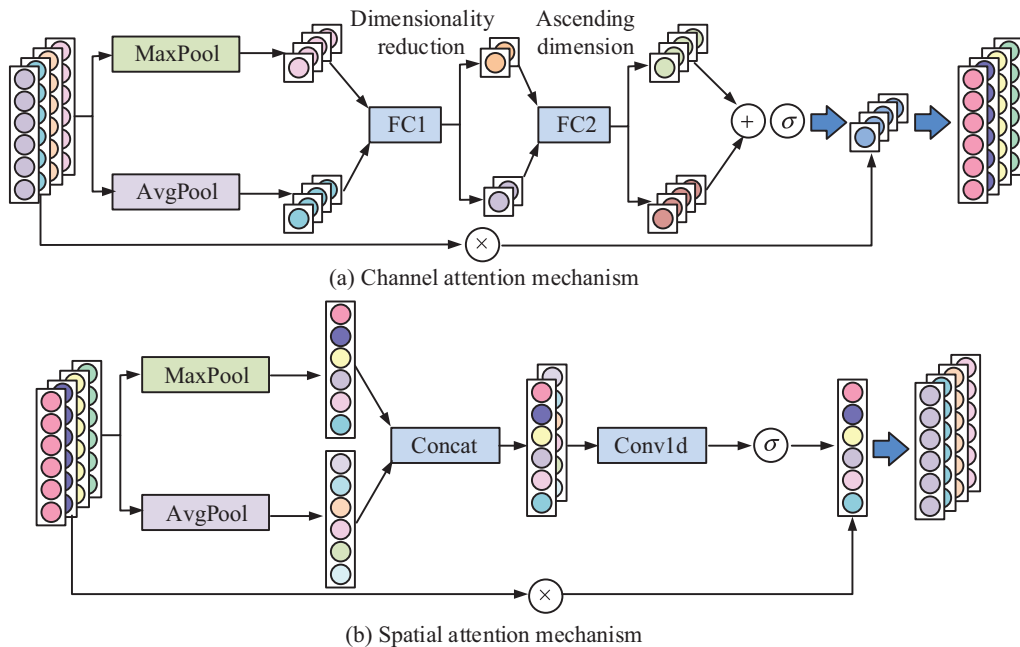 Dimensionality
reduction
Ascending
dimension
MaxPool
FC1
FC2
+
σ
AvgPool
×
(a) Channel attention mechanism
MaxPool
Concat
Conv1d
σ
AvgPool
×
(b) Spatial attention mechanism